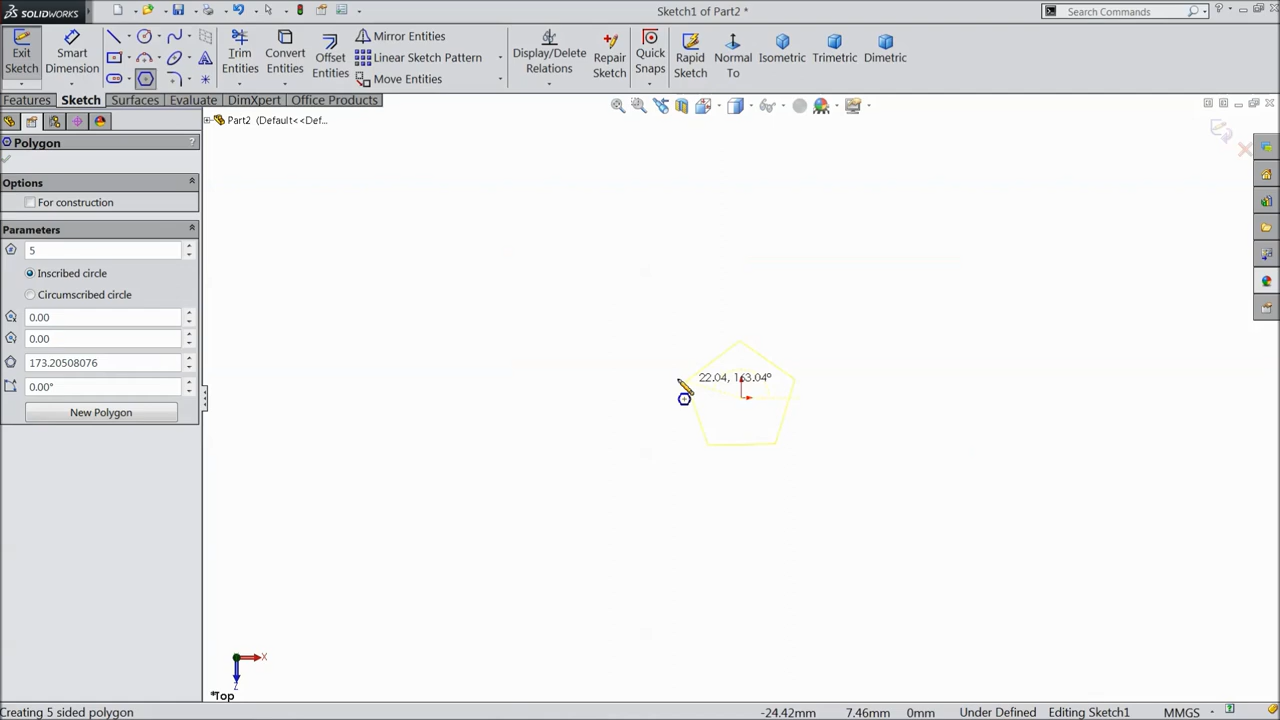 SOLIDWORKS
Sketch1 of Part2 *
Search Commands
Exit Sketch
Smart Dimension
Trim Entities
Convert Entities
Offset Entities
Mirror Entities
Linear Sketch Pattern
Move Entities
Display/Delete Relations
Repair Sketch
Quick Snaps
Rapid Sketch
Normal To
Isometric
Trimetric
Dimetric
Features
Sketch
Surfaces
Evaluate
DimXpert
Office Products
Part2 (Default<<Def...
Polygon
?
Options
For construction
Parameters
5
Inscribed circle
Circumscribed circle
0.00
0.00
173.20508076
0.00°
New Polygon
22.04, 163.04°
X
Z
*Top
Creating 5 sided polygon
-24.42mm
7.46mm
0mm
Under Defined
Editing Sketch1
MMGS